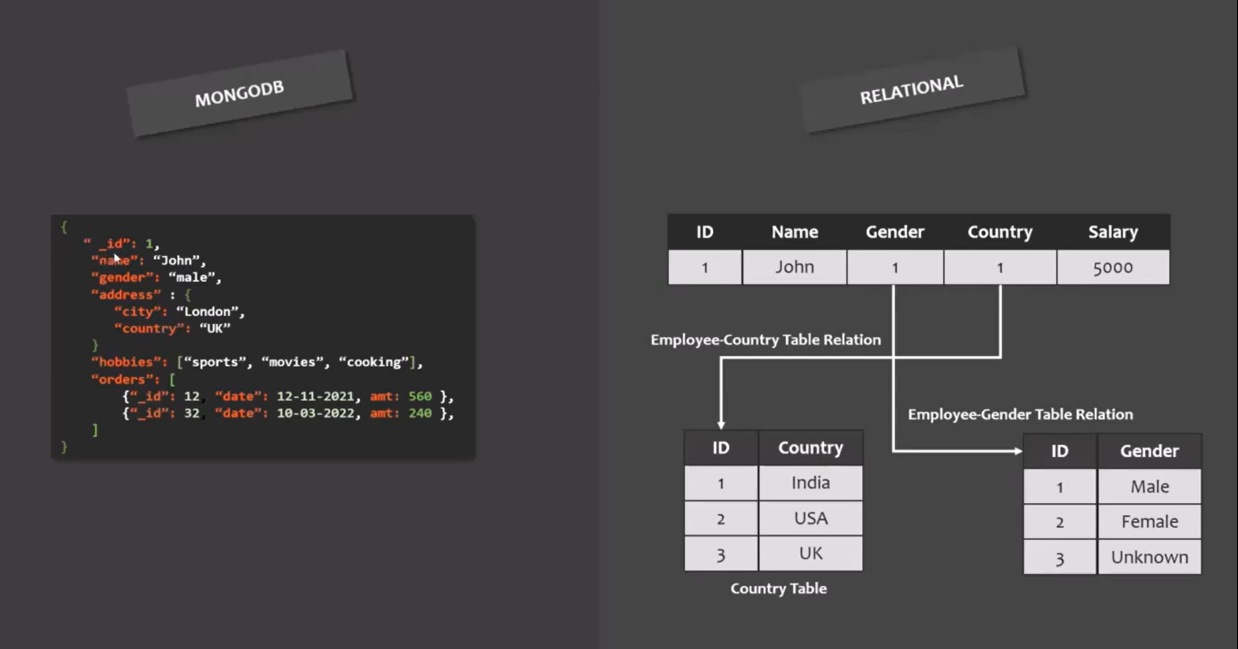 MONGODB
{
“ _id”: 1,
“name”: “John”,
“gender”: “male”,
“address” : {
“city”: “London”,
“country”: “UK”
}
“hobbies”: [“sports”, “movies”, “cooking”],
“orders”: [
{“_id”: 12, “date”: 12-11-2021, amt: 560 },
{“_id”: 32, “date”: 10-03-2022, amt: 240 },
]
}
RELATIONAL
ID Name Gender Country Salary
1 John 1 1 5000
Employee-Country Table Relation
Employee-Gender Table Relation
ID Country
1 India
2 USA
3 UK
Country Table
ID Gender
1 Male
2 Female
3 Unknown